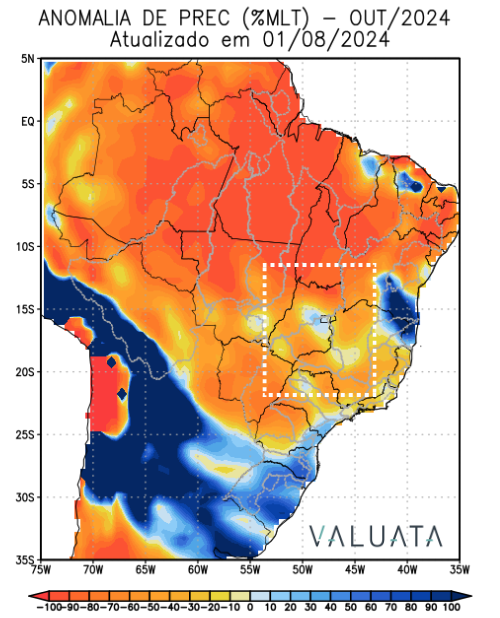 ANOMALIA DE PREC (%MLT) – OUT/2024
Atualizado em 01/08/2024
5N
EQ
5S
10S
15S
20S
25S
30S
35S
VALUATA
75W 70W 65W 60W 55W 50W 45W 40W 35W
-100 -90 -80 -70 -60 -50 -40 -30 -20 -10 0 10 20 30 40 50 60 70 80 90 100